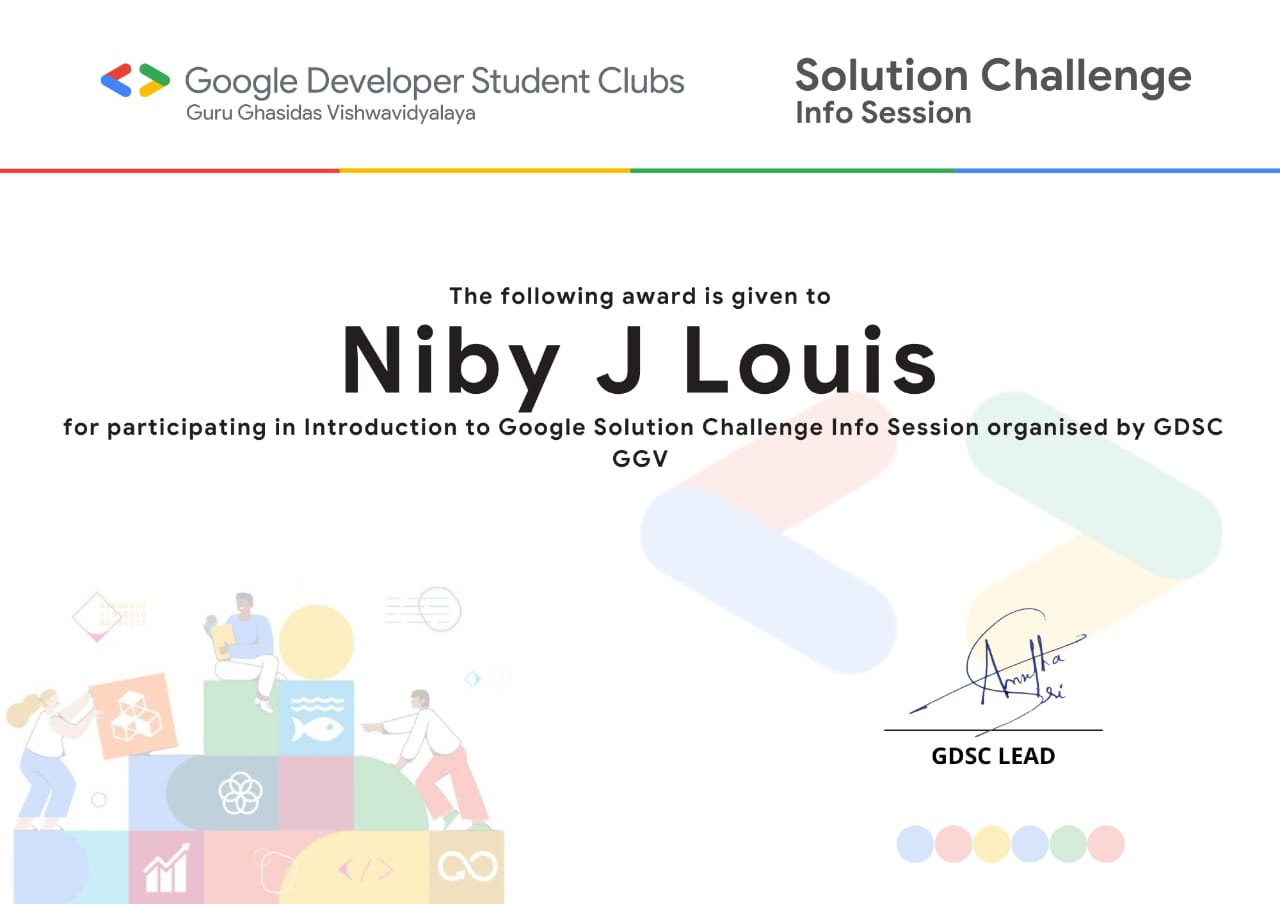 Google Developer Student Clubs
Guru Ghasidas Vishwavidyalaya
Solution Challenge
Info Session
The following award is given to
Niby J Louis
for participating in Introduction to Google Solution Challenge Info Session organised by GDSC
GGV
GDSC LEAD